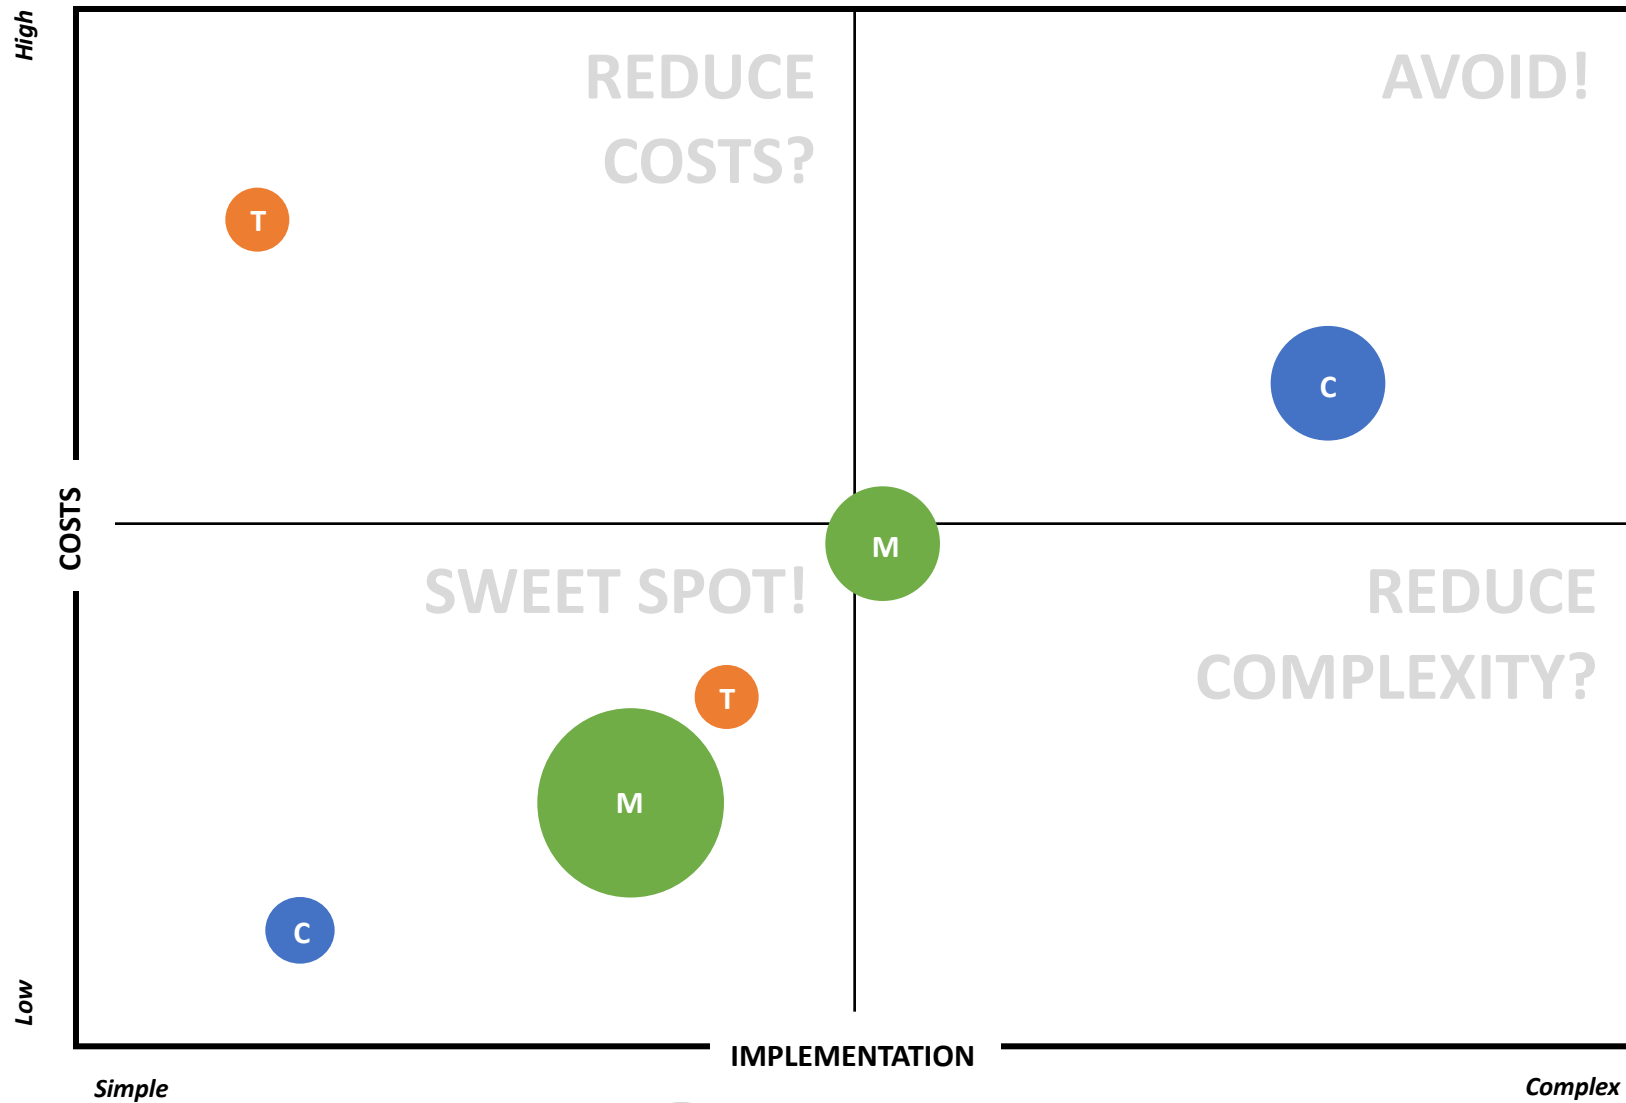 High
REDUCE
COSTS?
AVOID!
T
C
COSTS
M
SWEET SPOT!
REDUCE
COMPLEXITY?
T
M
C
Low
IMPLEMENTATION
Simple
Complex